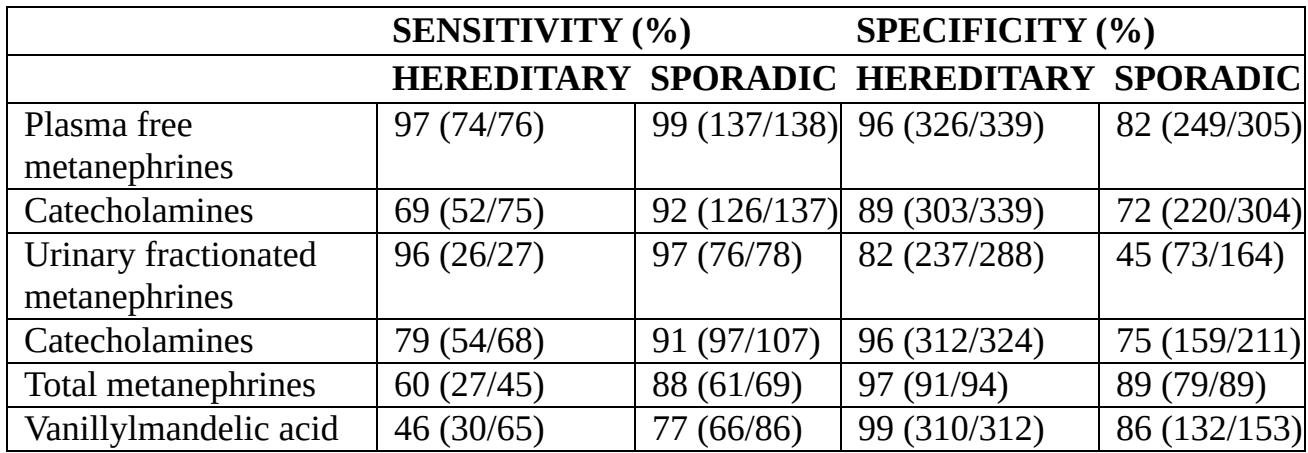 SENSITIVITY (%) SPECIFICITY (%)
HEREDITARY SPORADIC HEREDITARY SPORADIC
Plasma free 97 (74/76) 99 (137/138) 96 (326/339) 82 (249/305)
metanephrines
Catecholamines 69 (52/75) 92 (126/137) 89 (303/339) 72 (220/304)
Urinary fractionated 96 (26/27) 97 (76/78) 82 (237/288) 45 (73/164)
metanephrines
Catecholamines 79 (54/68) 91 (97/107) 96 (312/324) 75 (159/211)
Total metanephrines 60 (27/45) 88 (61/69) 97 (91/94) 89 (79/89)
Vanillylmandelic acid 46 (30/65) 77 (66/86) 99 (310/312) 86 (132/153)